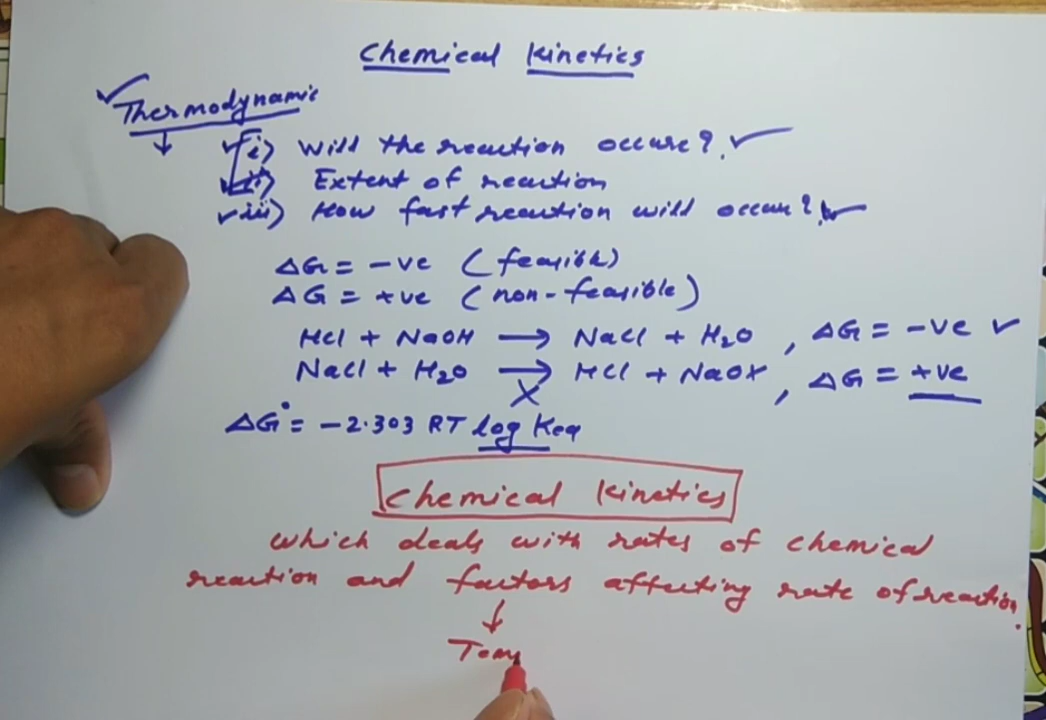 Chemical Kinetics
Thermodynamic
i) Will the reaction occure?
ii) Extent of reaction
iii) How fast reaction will occur?
ΔG = -ve (feasible)
ΔG = +ve (non-feasible)
HCl + NaOH → NaCl + H₂O , ΔG = -ve ✓
NaCl + H₂O → HCl + NaOH , ΔG = +ve
ΔG° = -2.303 RT log Keq
Chemical Kinetics
which deals with rates of chemical
reaction and factors affecting rate of reaction.
↓
Tem